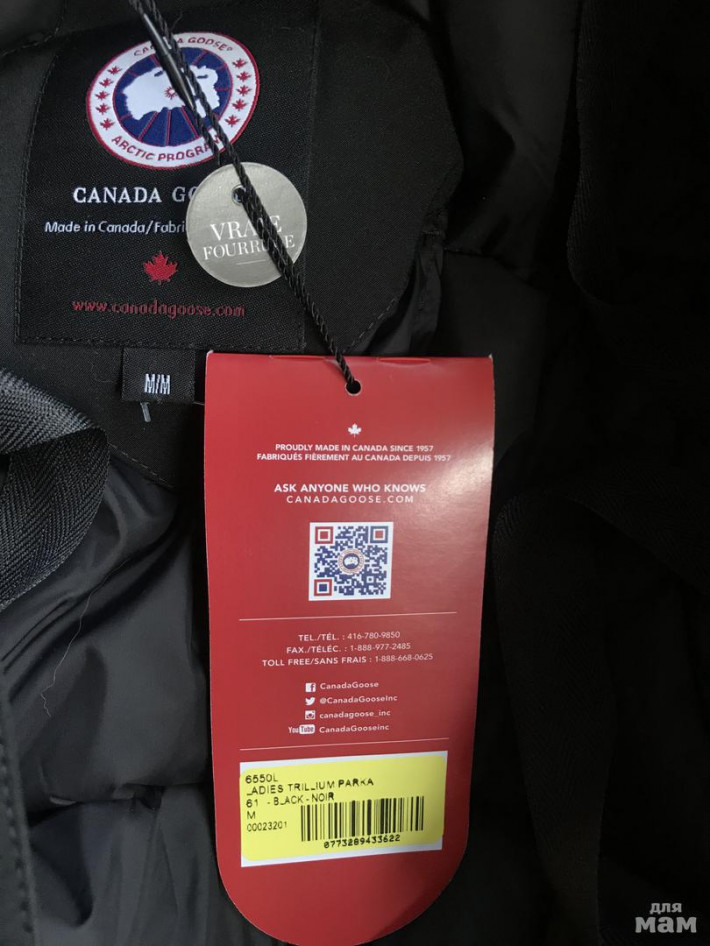 CANADA GOOSE®
ARCTIC PROGRAM
CANADA
Made in Canada/
VRAIE
FOURRURE
www.canadagoose.com
M/M
PROUDLY MADE IN CANADA SINCE 1957
FABRIQUÉS FIÈREMENT AU CANADA DEPUIS 1957
ASK ANYONE WHO KNOWS
CANADAGOOSE.COM
TEL./TÉL. : 416-780-9850
FAX./TÉLÉC. : 1-888-977-2485
TOLL FREE/SANS FRAIS : 1-888-668-0625
CanadaGoose
@CanadaGooseInc
canadagoose_inc
YouTube CanadaGooseinc
6550L
LADIES TRILLIUM PARKA
61 - BLACK - NOIR
M
00023201
0773289433622
для
мам